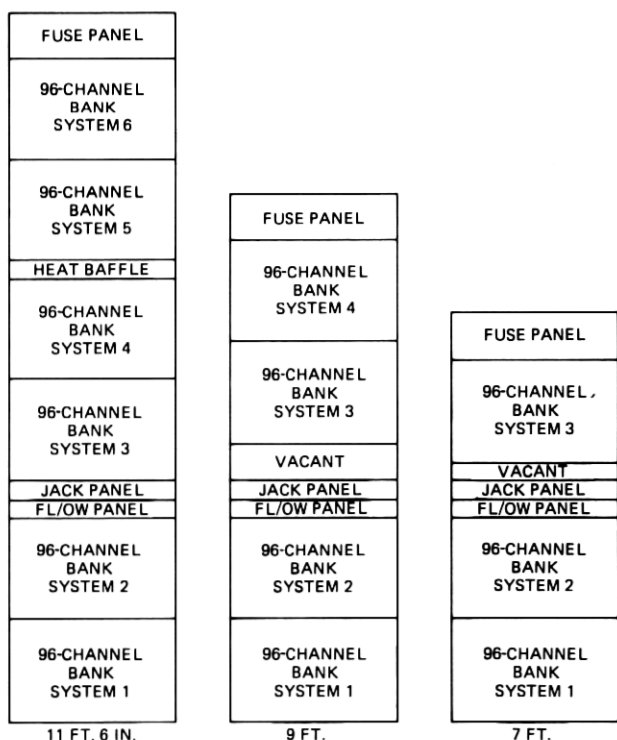 FUSE PANEL
96-CHANNEL
BANK
SYSTEM 6
96-CHANNEL
BANK
SYSTEM 5
HEAT BAFFLE
96-CHANNEL
BANK
SYSTEM 4
96-CHANNEL
BANK
SYSTEM 3
JACK PANEL
FL/OW PANEL
96-CHANNEL
BANK
SYSTEM 2
96-CHANNEL
BANK
SYSTEM 1
11 FT. 6 IN.
FUSE PANEL
96-CHANNEL
BANK
SYSTEM 4
96-CHANNEL
BANK
SYSTEM 3
VACANT
JACK PANEL
FL/OW PANEL
96-CHANNEL
BANK
SYSTEM 2
96-CHANNEL
BANK
SYSTEM 1
9 FT.
FUSE PANEL
96-CHANNEL
BANK
SYSTEM 3
VACANT
JACK PANEL
FL/OW PANEL
96-CHANNEL
BANK
SYSTEM 2
96-CHANNEL
BANK
SYSTEM 1
7 FT.